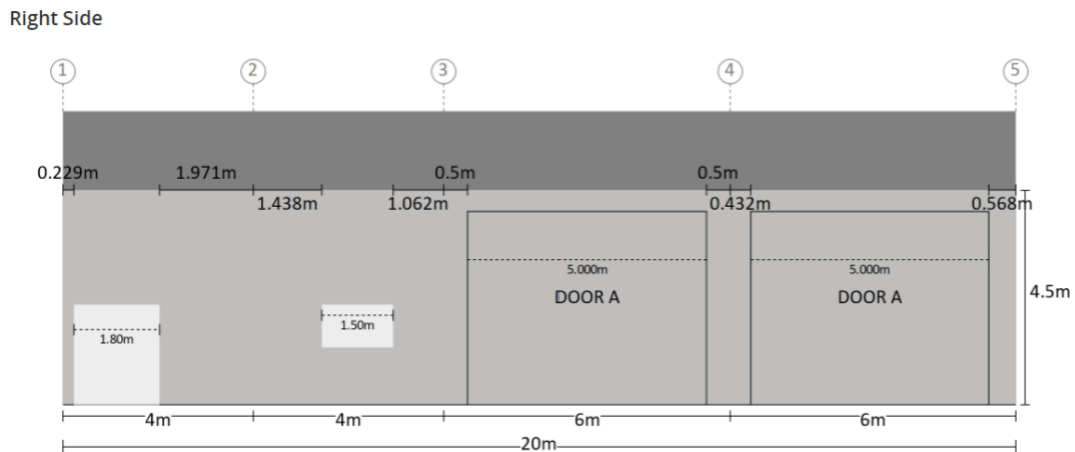 Right Side
1 2 3 4 5
0.229m 1.971m 0.5m 0.5m
1.438m 1.062m 0.432m 0.568m
5.000m 5.000m
DOOR A DOOR A
4.5m
1.50m
1.80m
4m 4m 6m 6m
20m